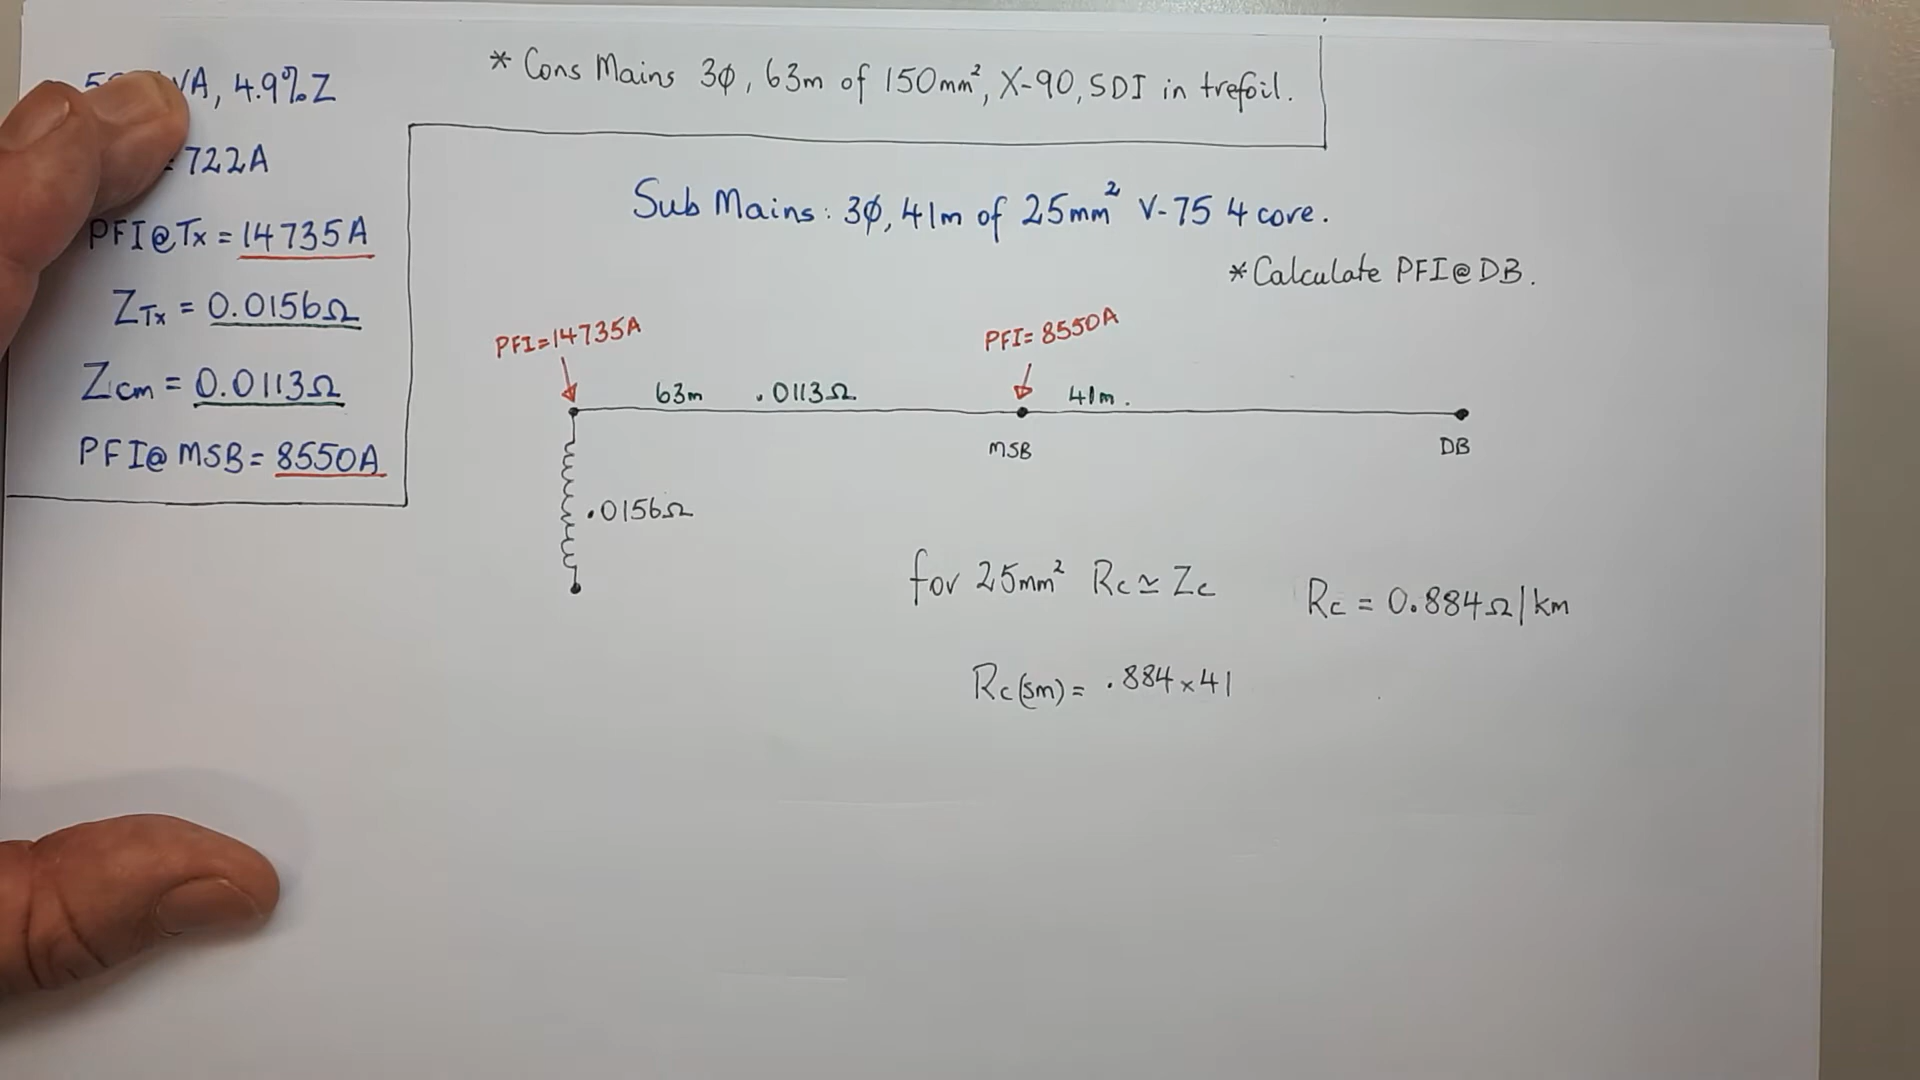 VA, 4.9% Z
722A
PFI@Tx = 14735A
ZTx = 0.0156Ω
Zcm = 0.0113Ω
PFI@ MSB = 8550A
* Cons Mains 3ϕ, 63m of 150mm², X-90, SDI in trefoil.
Sub Mains: 3ϕ, 41m of 25mm² V-75 4 core.
* Calculate PFI@DB.
PFI=14735A
PFI= 8550A
63m .0113Ω
41m.
MSB
DB
.0156Ω
for 25mm² Rc ≃ Zc
Rc = 0.884Ω/km
Rc(sm) = .884 × 41